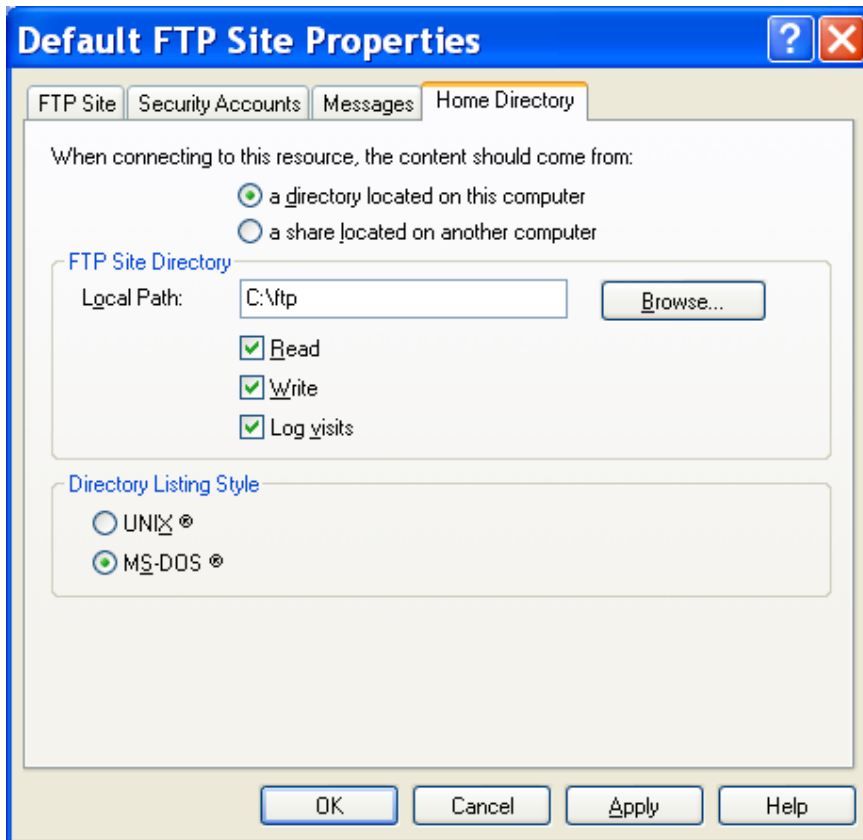 Default FTP Site Properties
FTP Site Security Accounts Messages Home Directory
When connecting to this resource, the content should come from:
a directory located on this computer
a share located on another computer
FTP Site Directory
Local Path: C:\ftp Browse...
Read
Write
Log visits
Directory Listing Style
UNIX ®
MS-DOS ®
OK Cancel Apply Help